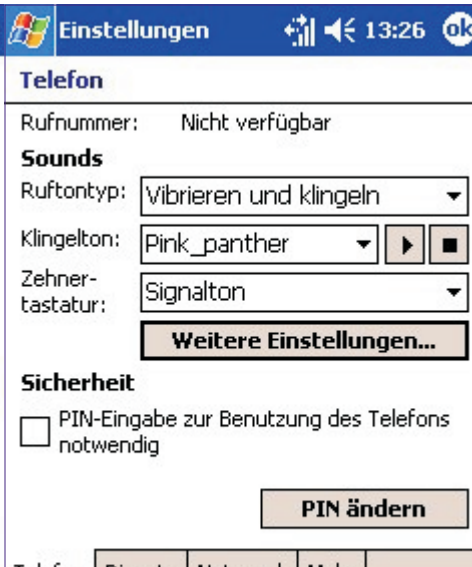 Einstellungen 13:26 ok
Telefon
Rufnummer: Nicht verfügbar
Sounds
Ruftontyp: Vibrieren und klingeln
Klingelton: Pink_panther
Zehner-
tastatur: Signalton
Weitere Einstellungen...
Sicherheit
PIN-Eingabe zur Benutzung des Telefons
notwendig
PIN ändern